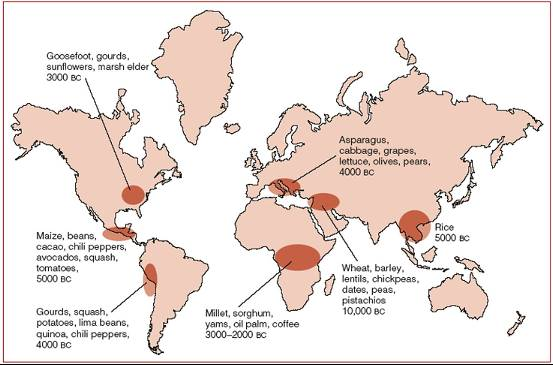 Goosefoot, gourds,
sunflowers, marsh elder
3000 BC
Asparagus,
cabbage, grapes,
lettuce, olives, pears,
4000 BC
Maize, beans,
cacao, chili peppers,
avocados, squash,
tomatoes,
5000 BC
Rice
5000 BC
Wheat, barley,
lentils, chickpeas,
dates, peas,
pistachios
10,000 BC
Gourds, squash,
potatoes, lima beans,
quinoa, chili peppers,
4000 BC
Millet, sorghum,
yams, oil palm, coffee
3000–2000 BC